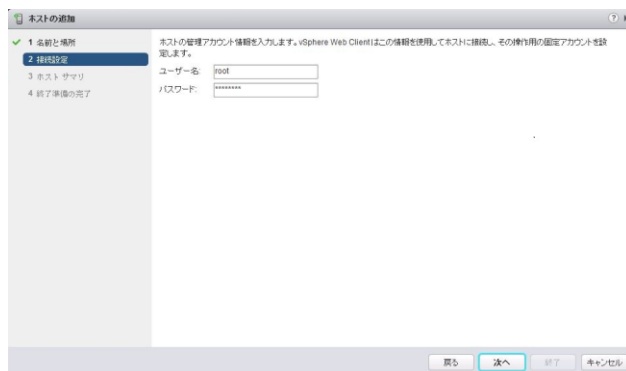 ホストの追加
✓ 1 名前と場所
2 接続設定
3 ホスト サマリ
4 終了準備の完了
ホストの管理アカウント情報を入力します。vSphere Web Clientはこの情報を使用してホストに接続し、その操作用の固定アカウントを設
定します。
ユーザー名: root
パスワード: ********
戻る 次へ 終了 キャンセル